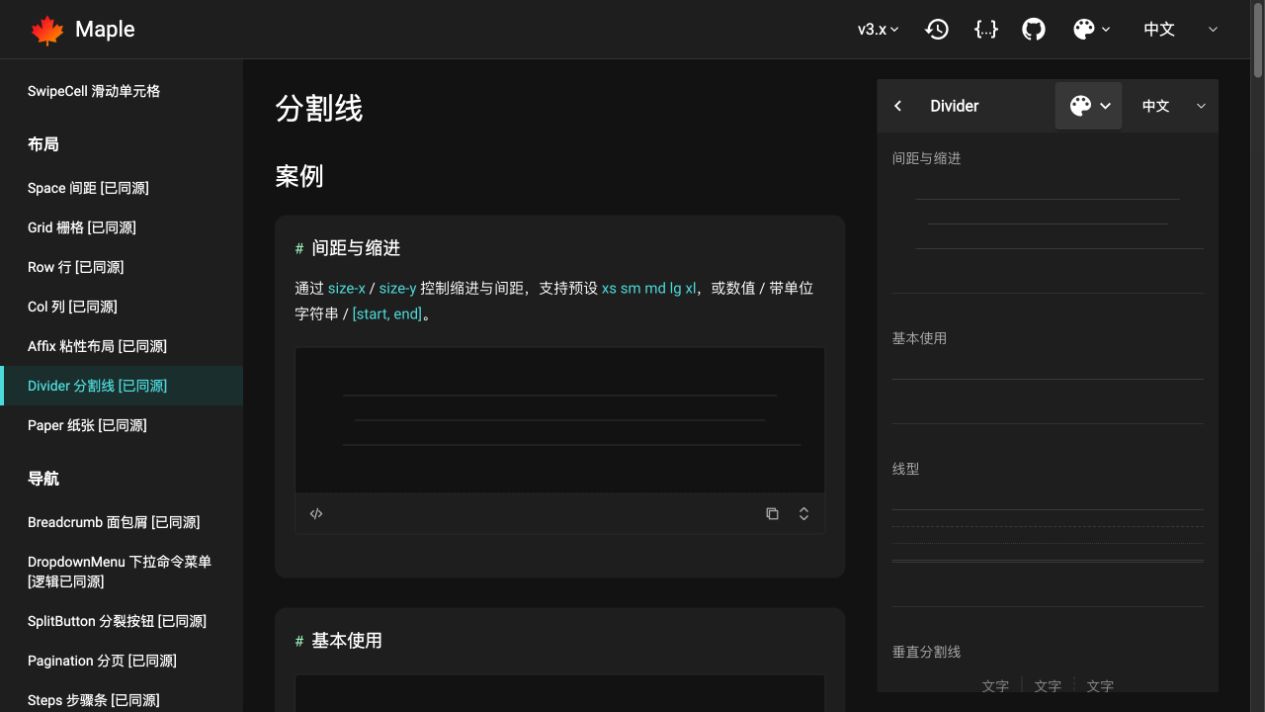 Maple
v3.x
{...}
中文
SwipeCell 滑动单元格
布局
Space 间距 [已同源]
Grid 栅格 [已同源]
Row 行 [已同源]
Col 列 [已同源]
Affix 粘性布局 [已同源]
Divider 分割线 [已同源]
Paper 纸张 [已同源]
导航
Breadcrumb 面包屑 [已同源]
DropdownMenu 下拉命令菜单
[逻辑已同源]
SplitButton 分裂按钮 [已同源]
Pagination 分页 [已同源]
Steps 步骤条 [已同源]
分割线
案例
# 间距与缩进
通过 size-x / size-y 控制缩进与间距，支持预设 xs sm md lg xl，或数值 / 带单位
字符串 / [start, end]。
# 基本使用
Divider
中文
间距与缩进
基本使用
线型
垂直分割线
文字 文字 文字